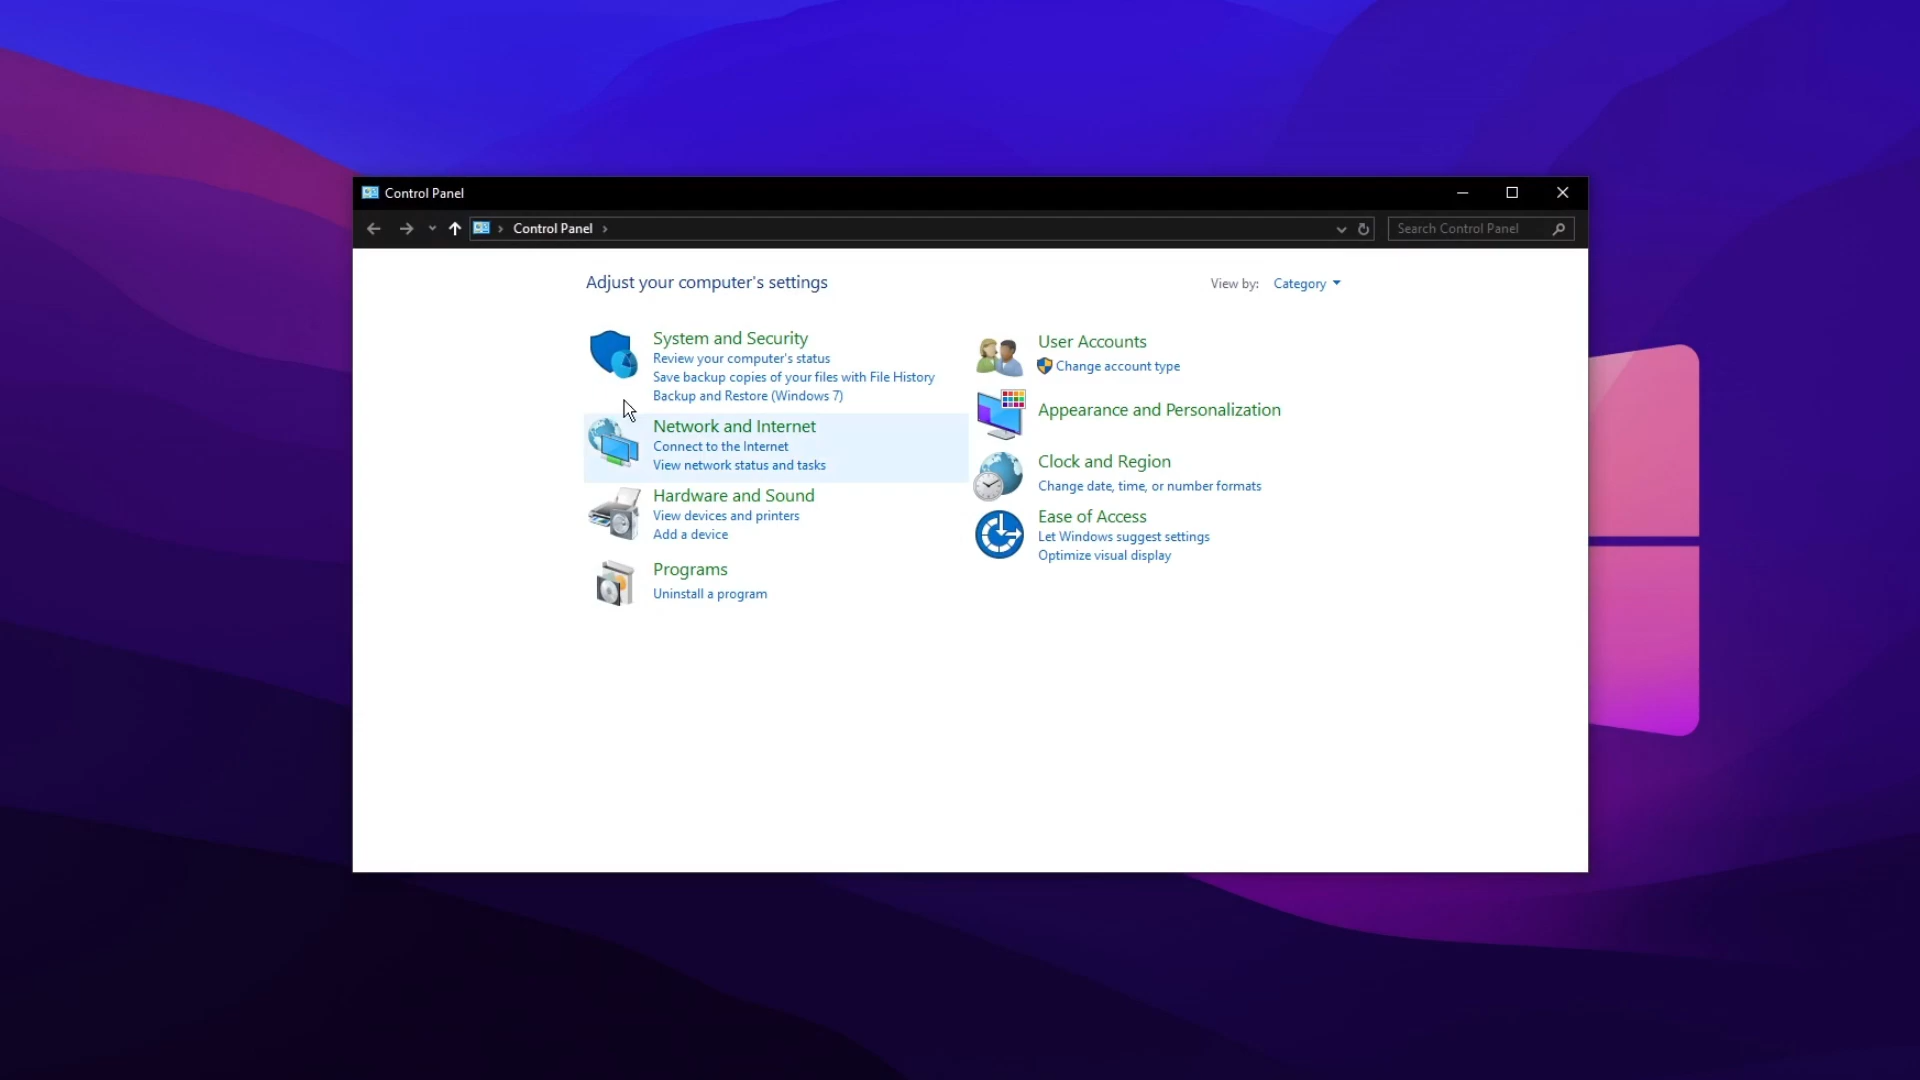 Control Panel
Control Panel
Search Control Panel
Adjust your computer's settings
View by: Category
System and Security
Review your computer's status
Save backup copies of your files with File History
Backup and Restore (Windows 7)
Network and Internet
Connect to the Internet
View network status and tasks
Hardware and Sound
View devices and printers
Add a device
Programs
Uninstall a program
User Accounts
Change account type
Appearance and Personalization
Clock and Region
Change date, time, or number formats
Ease of Access
Let Windows suggest settings
Optimize visual display